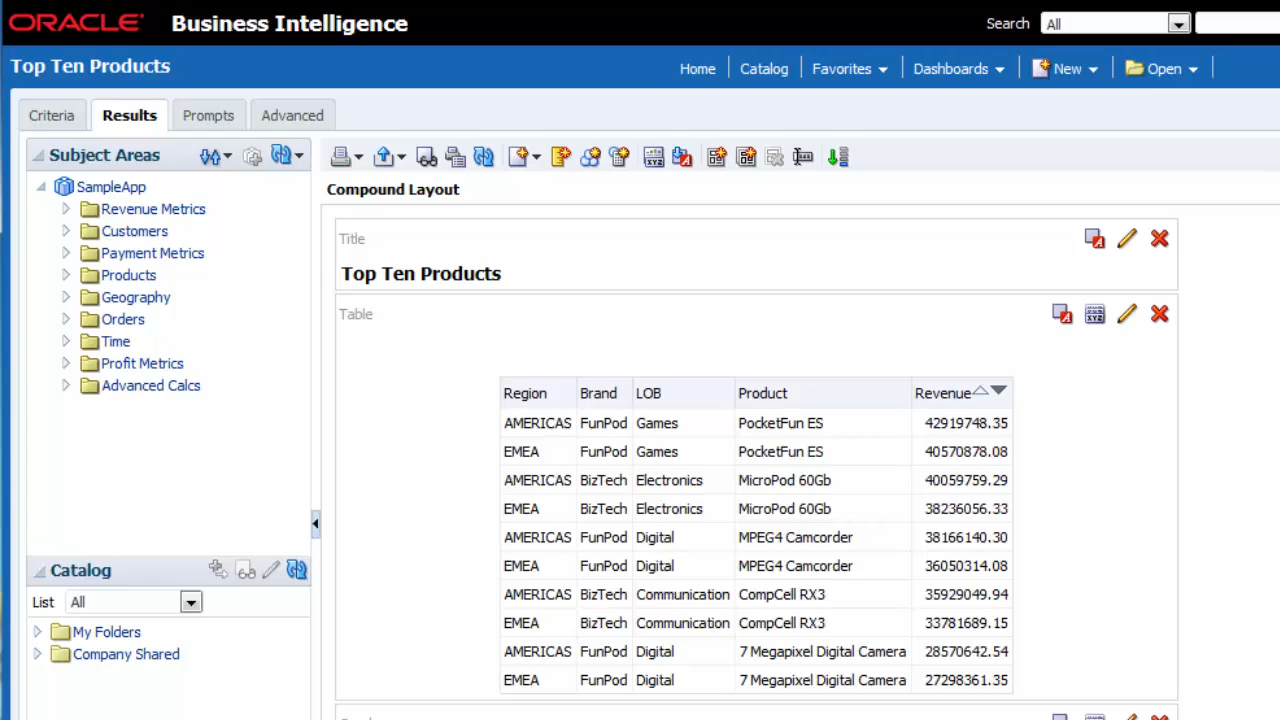 ORACLE Business Intelligence Search All
Top Ten Products Home Catalog Favorites Dashboards New Open
Criteria Results Prompts Advanced
Subject Areas
SampleApp
Revenue Metrics
Customers
Payment Metrics
Products
Geography
Orders
Time
Profit Metrics
Advanced Calcs
Catalog
List All
My Folders
Company Shared
Compound Layout
Title
Top Ten Products
Table
Region Brand LOB Product Revenue
AMERICAS FunPod Games PocketFun ES 42919748.35
EMEA FunPod Games PocketFun ES 40570878.08
AMERICAS BizTech Electronics MicroPod 60Gb 40059759.29
EMEA BizTech Electronics MicroPod 60Gb 38236056.33
AMERICAS FunPod Digital MPEG4 Camcorder 38166140.30
EMEA FunPod Digital MPEG4 Camcorder 36050314.08
AMERICAS BizTech Communication CompCell RX3 35929049.94
EMEA BizTech Communication CompCell RX3 33781689.15
AMERICAS FunPod Digital 7 Megapixel Digital Camera 28570642.54
EMEA FunPod Digital 7 Megapixel Digital Camera 27298361.35